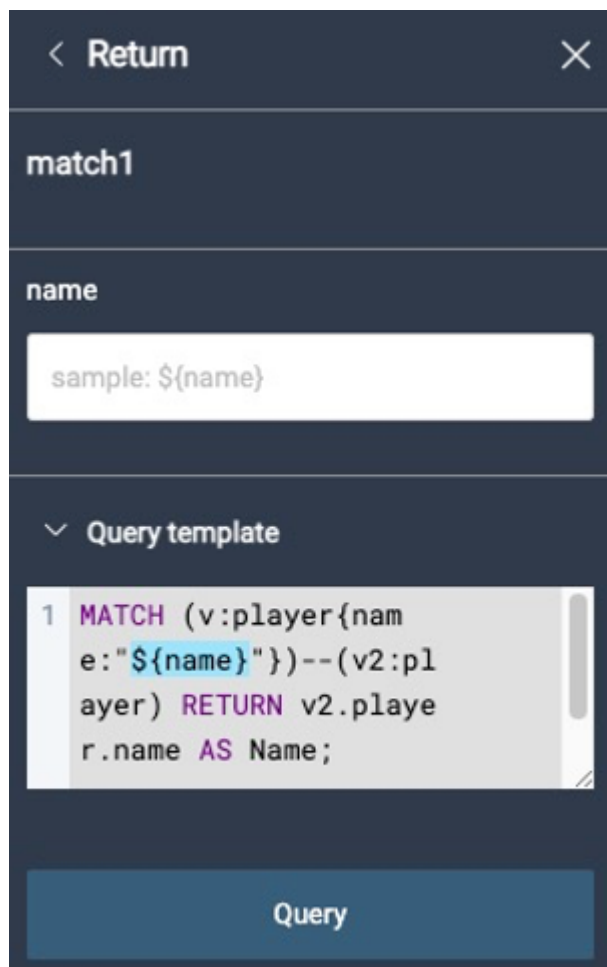 Return
match1
name
sample: ${name}
Query template
1 MATCH (v:player{nam
e:"${name}"})--(v2:pl
ayer) RETURN v2.playe
r.name AS Name;
Query